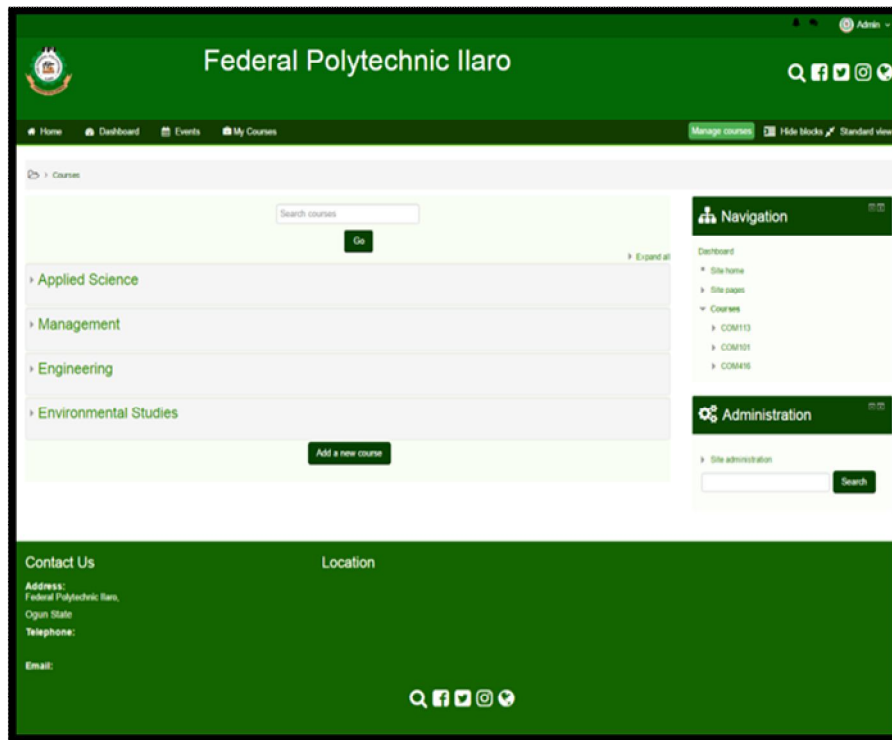 Admin
Federal Polytechnic Ilaro
Home Dashboard Events My Courses Manage courses Hide blocks Standard view
Courses
Search courses
Go
Expand all
Applied Science
Management
Engineering
Environmental Studies
Add a new course
Navigation
Dashboard
Site home
Site pages
Courses
COM113
COM101
COM416
Administration
Site administration
Search
Contact Us
Address:
Federal Polytechnic Ilaro,
Ogun State
Telephone:
Email:
Location